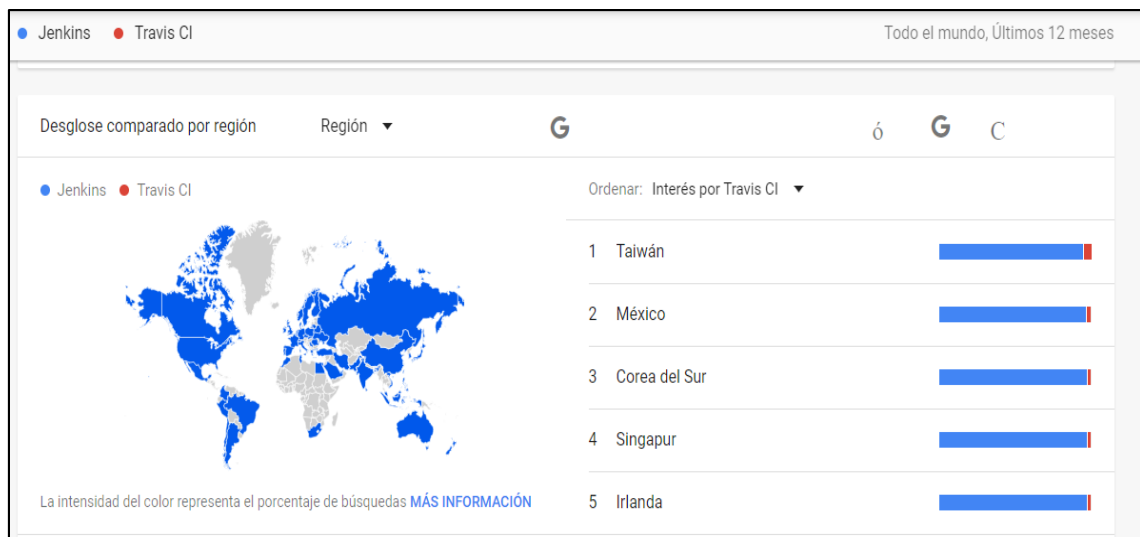 Jenkins Travis CI Todo el mundo, Últimos 12 meses
Desglose comparado por región Región G ó G C
Jenkins Travis CI
Ordenar: Interés por Travis CI
1 Taiwán
2 México
3 Corea del Sur
4 Singapur
5 Irlanda
La intensidad del color representa el porcentaje de búsquedas MÁS INFORMACIÓN